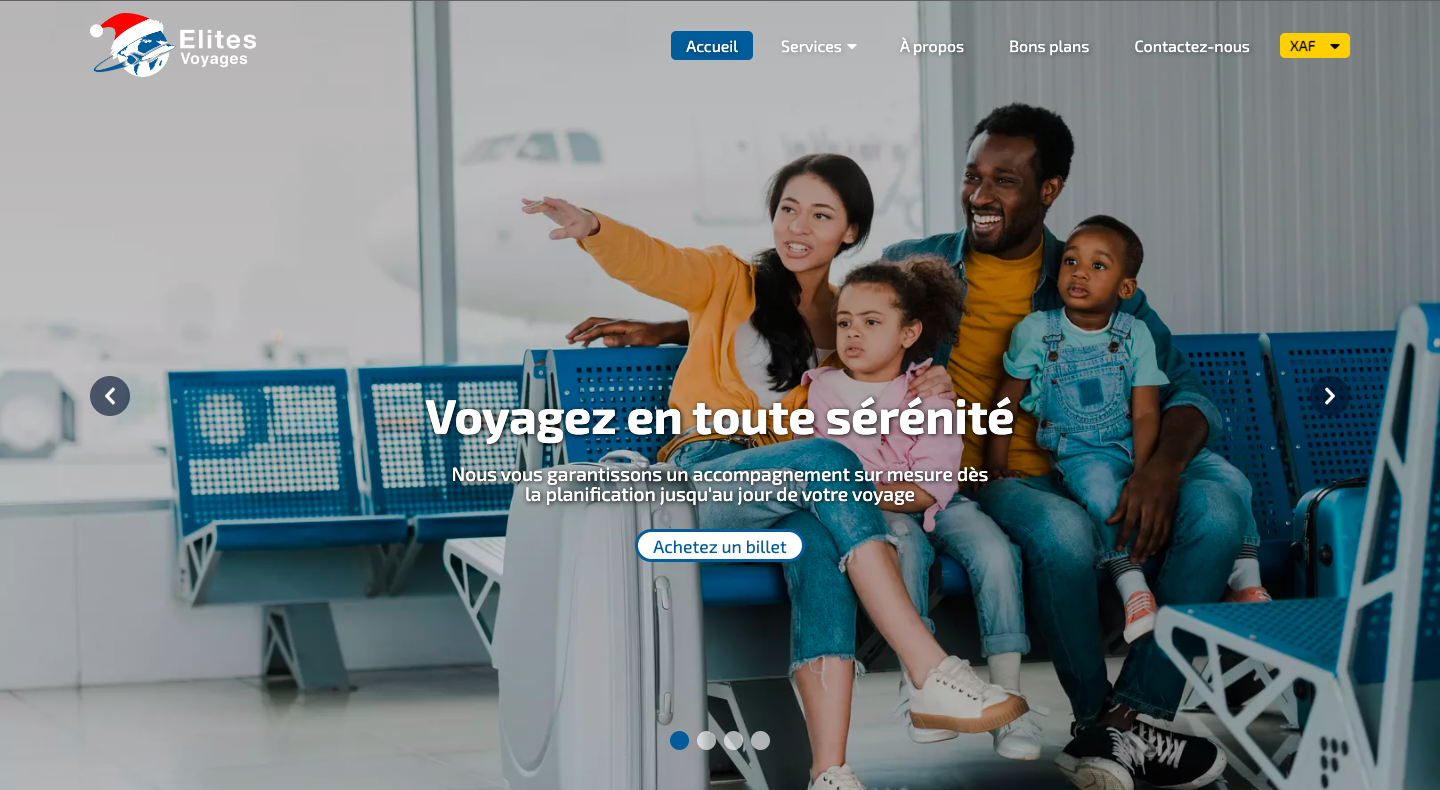 Elites
Voyages
Accueil
Services
À propos
Bons plans
Contactez-nous
XAF
Voyagez en toute sérénité
Nous vous garantissons un accompagnement sur mesure dès
la planification jusqu'au jour de votre voyage
Achetez un billet